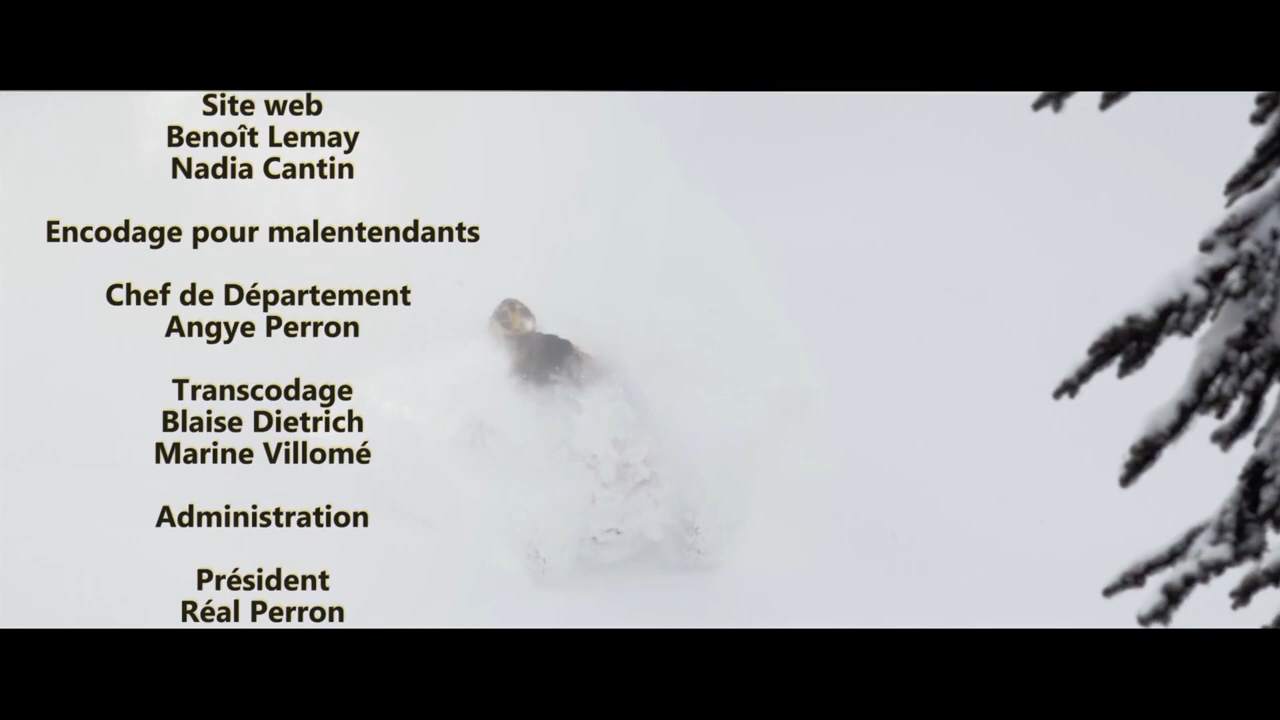 Site web
Benoît Lemay
Nadia Cantin
Encodage pour malentendants
Chef de Département
Angye Perron
Transcodage
Blaise Dietrich
Marine Villomé
Administration
Président
Réal Perron